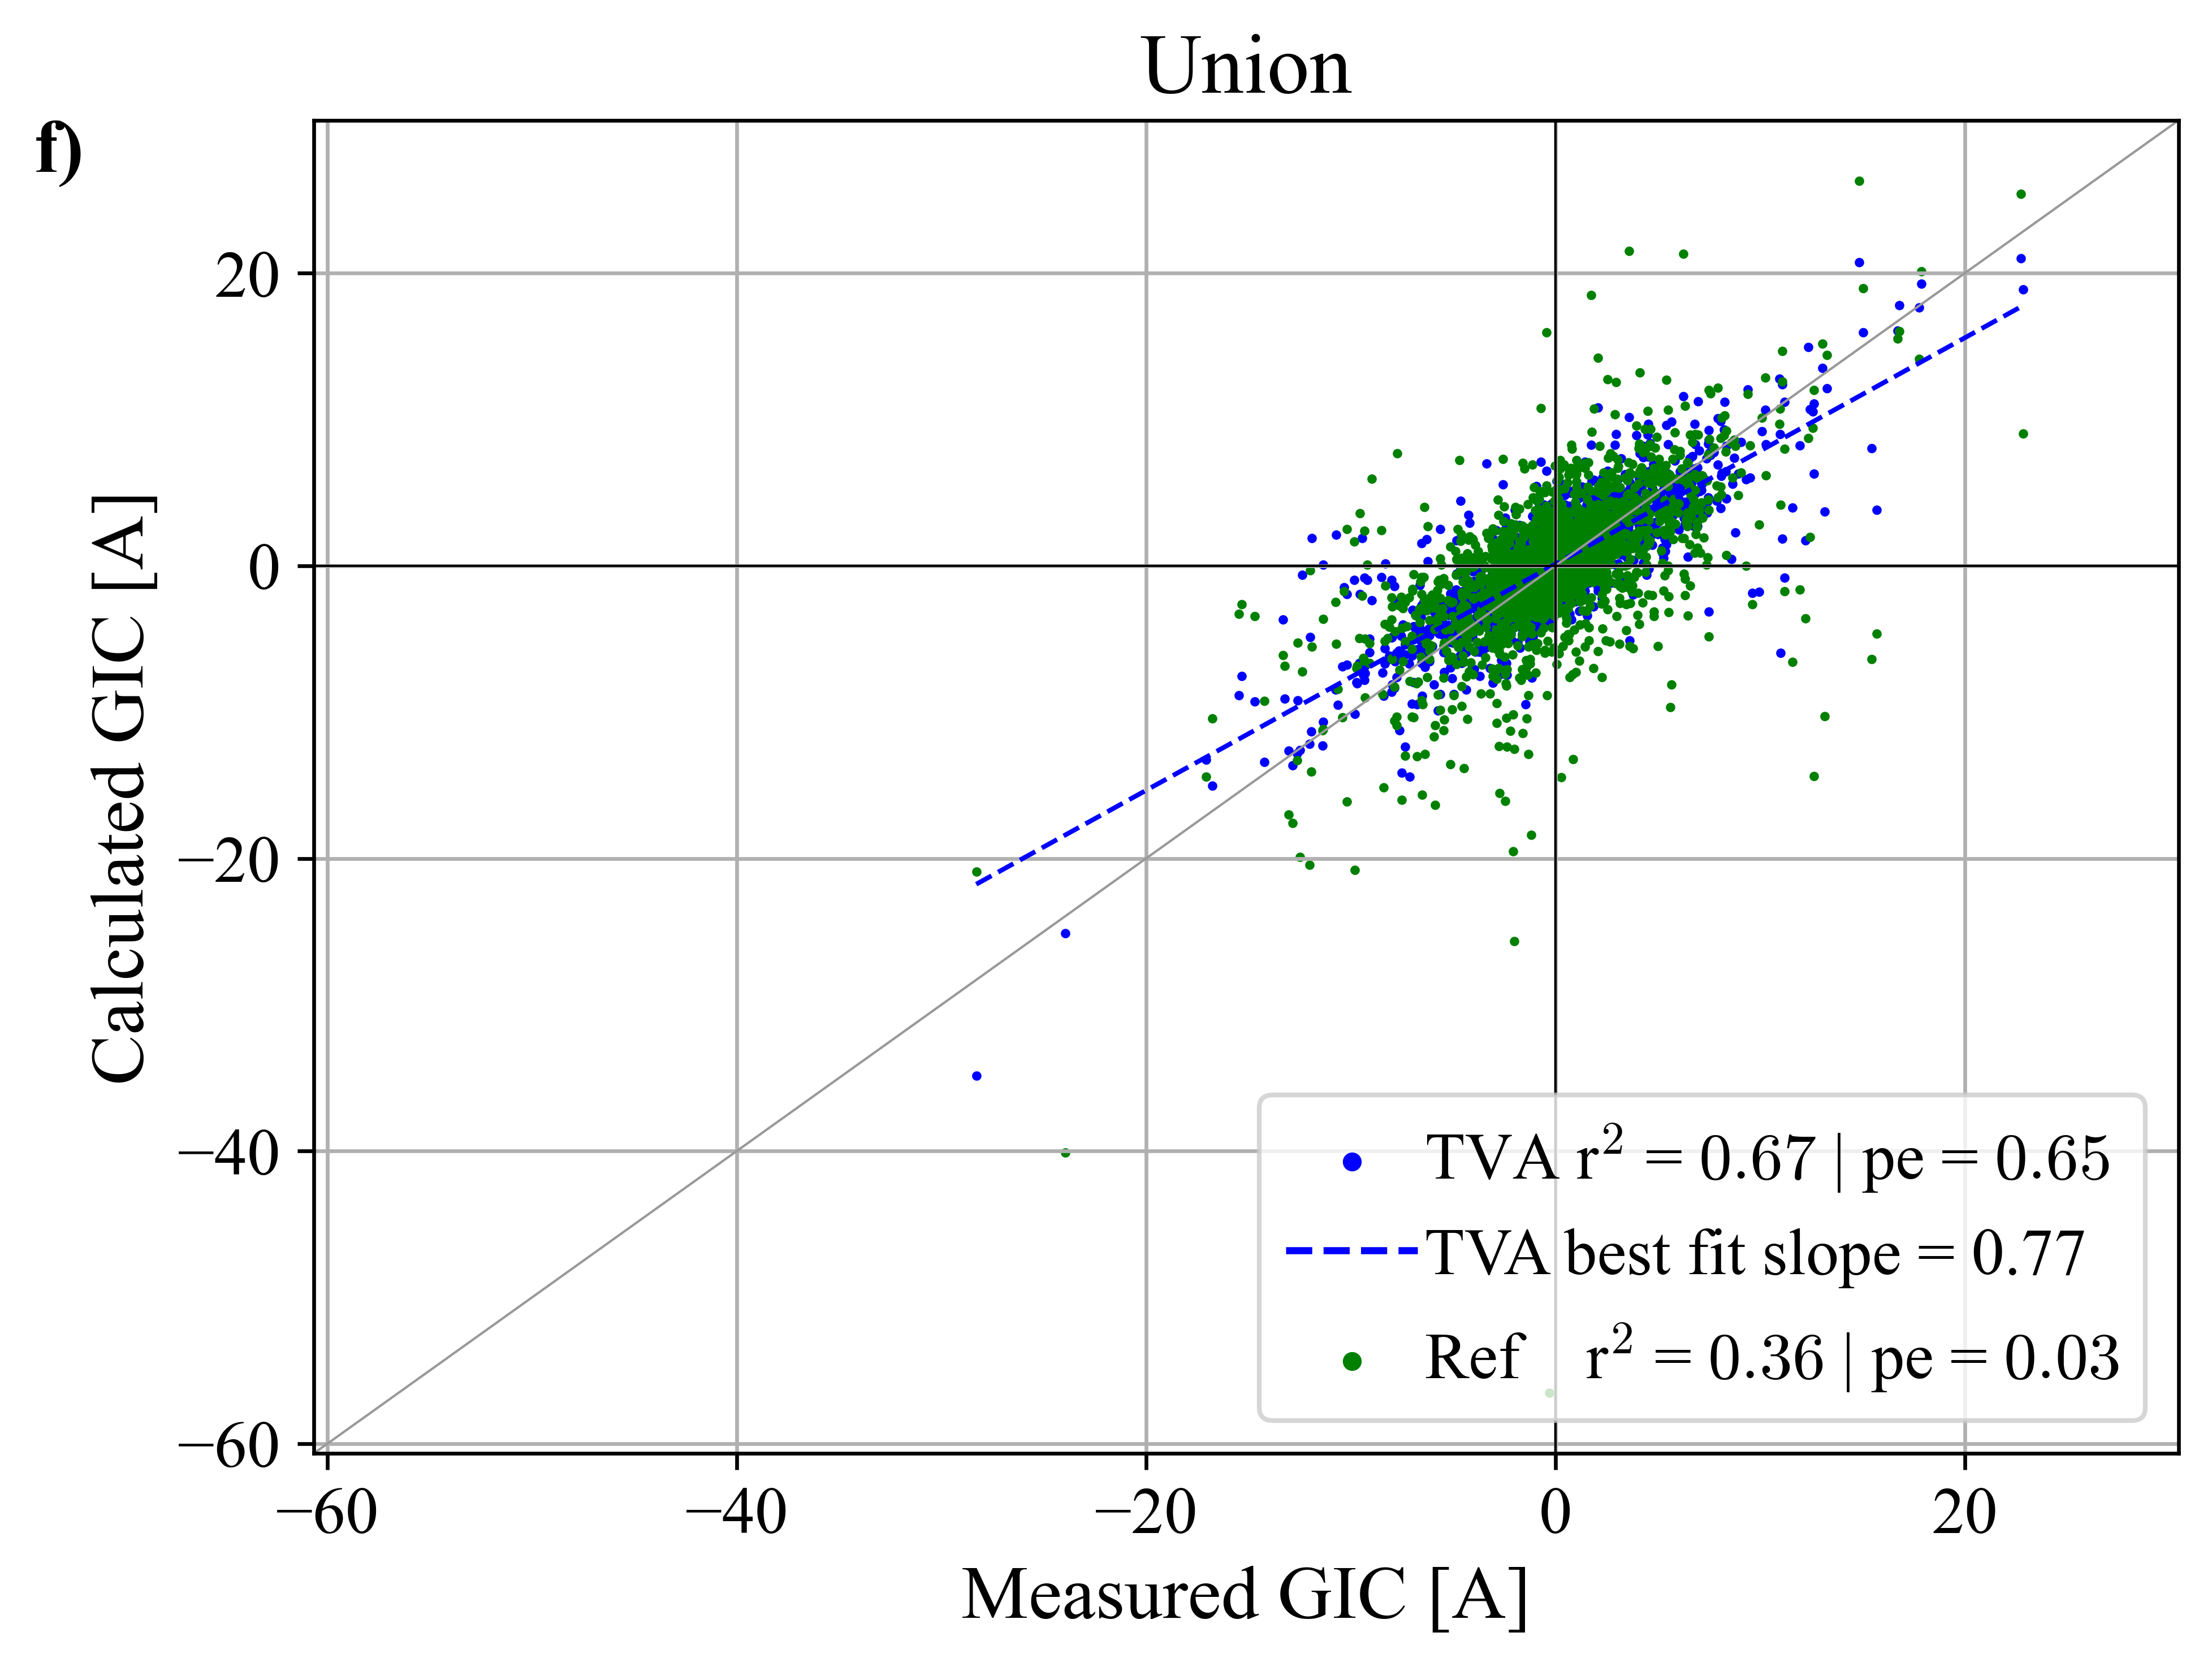 Union
f)
20
0
−20
−40
−60
Calculated GIC [A]
TVA r² = 0.67 | pe = 0.65
TVA best fit slope = 0.77
Ref r² = 0.36 | pe = 0.03
−60 −40 −20 0 20
Measured GIC [A]